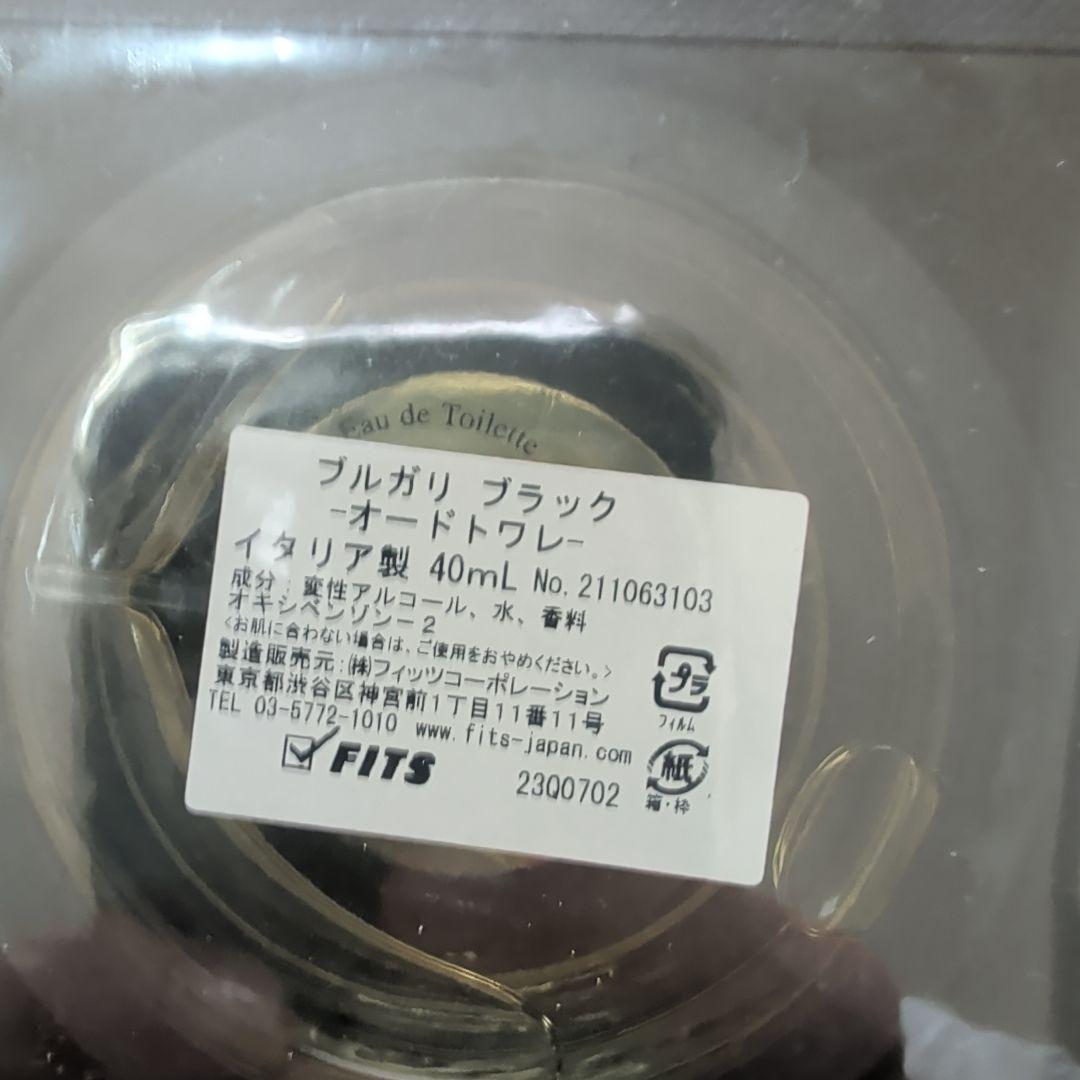 Eau de Toilette
ブルガリ ブラック
-オードトワレ-
イタリア製 40mL No.211063103
成分：変性アルコール、水、香料
オキシベンゾン-2
<お肌に合わない場合は、ご使用をおやめください。>
製造販売元：㈱フィッツコーポレーション
東京都渋谷区神宮前1丁目11番11号
TEL 03-5772-1010 www.fits-japan.com
FITS
23Q0702
プラ
フィルム
紙
箱・枠